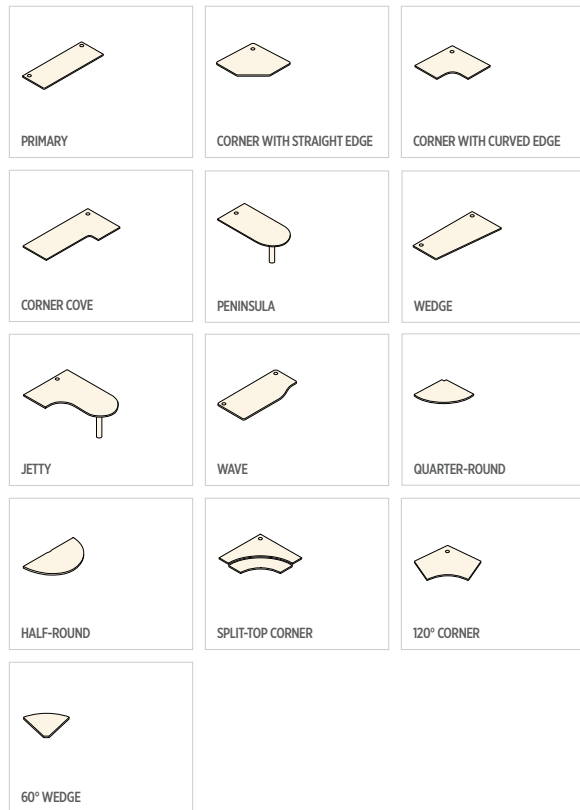 PRIMARY
CORNER WITH STRAIGHT EDGE
CORNER WITH CURVED EDGE
CORNER COVE
PENINSULA
WEDGE
JETTY
WAVE
QUARTER-ROUND
HALF-ROUND
SPLIT-TOP CORNER
120° CORNER
60° WEDGE